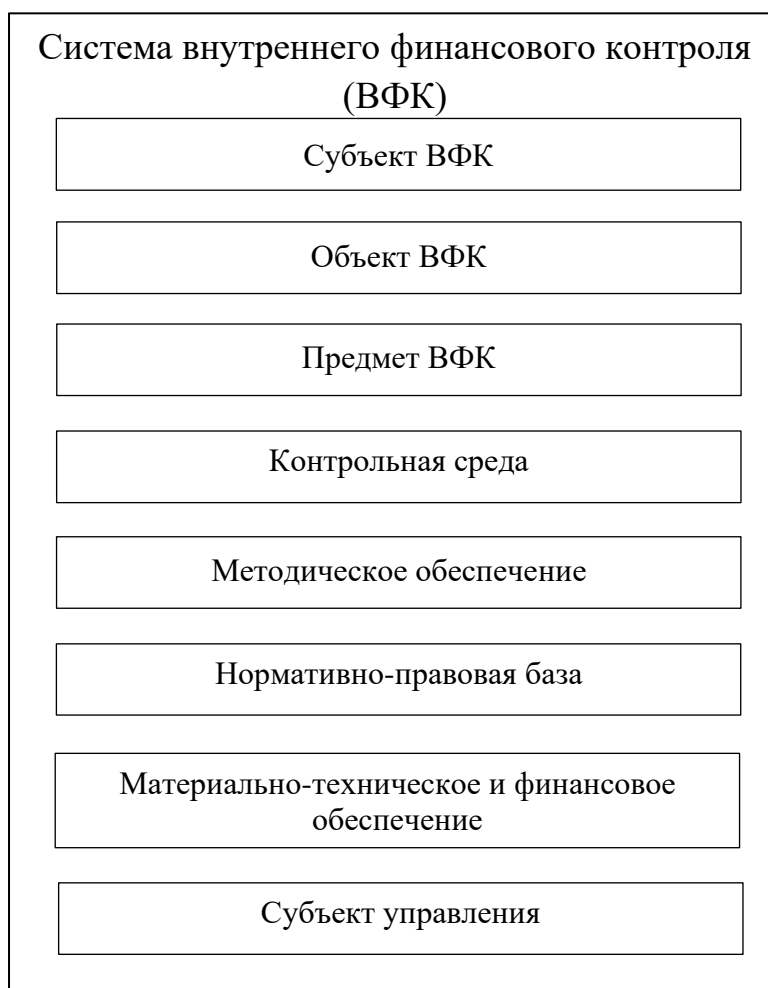 Система внутреннего финансового контроля
(ВФК)
Субъект ВФК
Объект ВФК
Предмет ВФК
Контрольная среда
Методическое обеспечение
Нормативно-правовая база
Материально-техническое и финансовое
обеспечение
Субъект управления